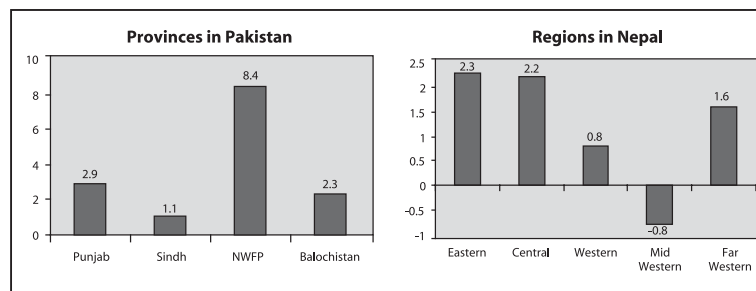 Provinces in Pakistan
10
8
6
4
2
0
2.9
1.1
8.4
2.3
Punjab
Sindh
NWFP
Balochistan
Regions in Nepal
2.5
2
1.5
1
0.5
0
-0.5
-1
2.3
2.2
0.8
-0.8
1.6
Eastern
Central
Western
Mid
Western
Far
Western